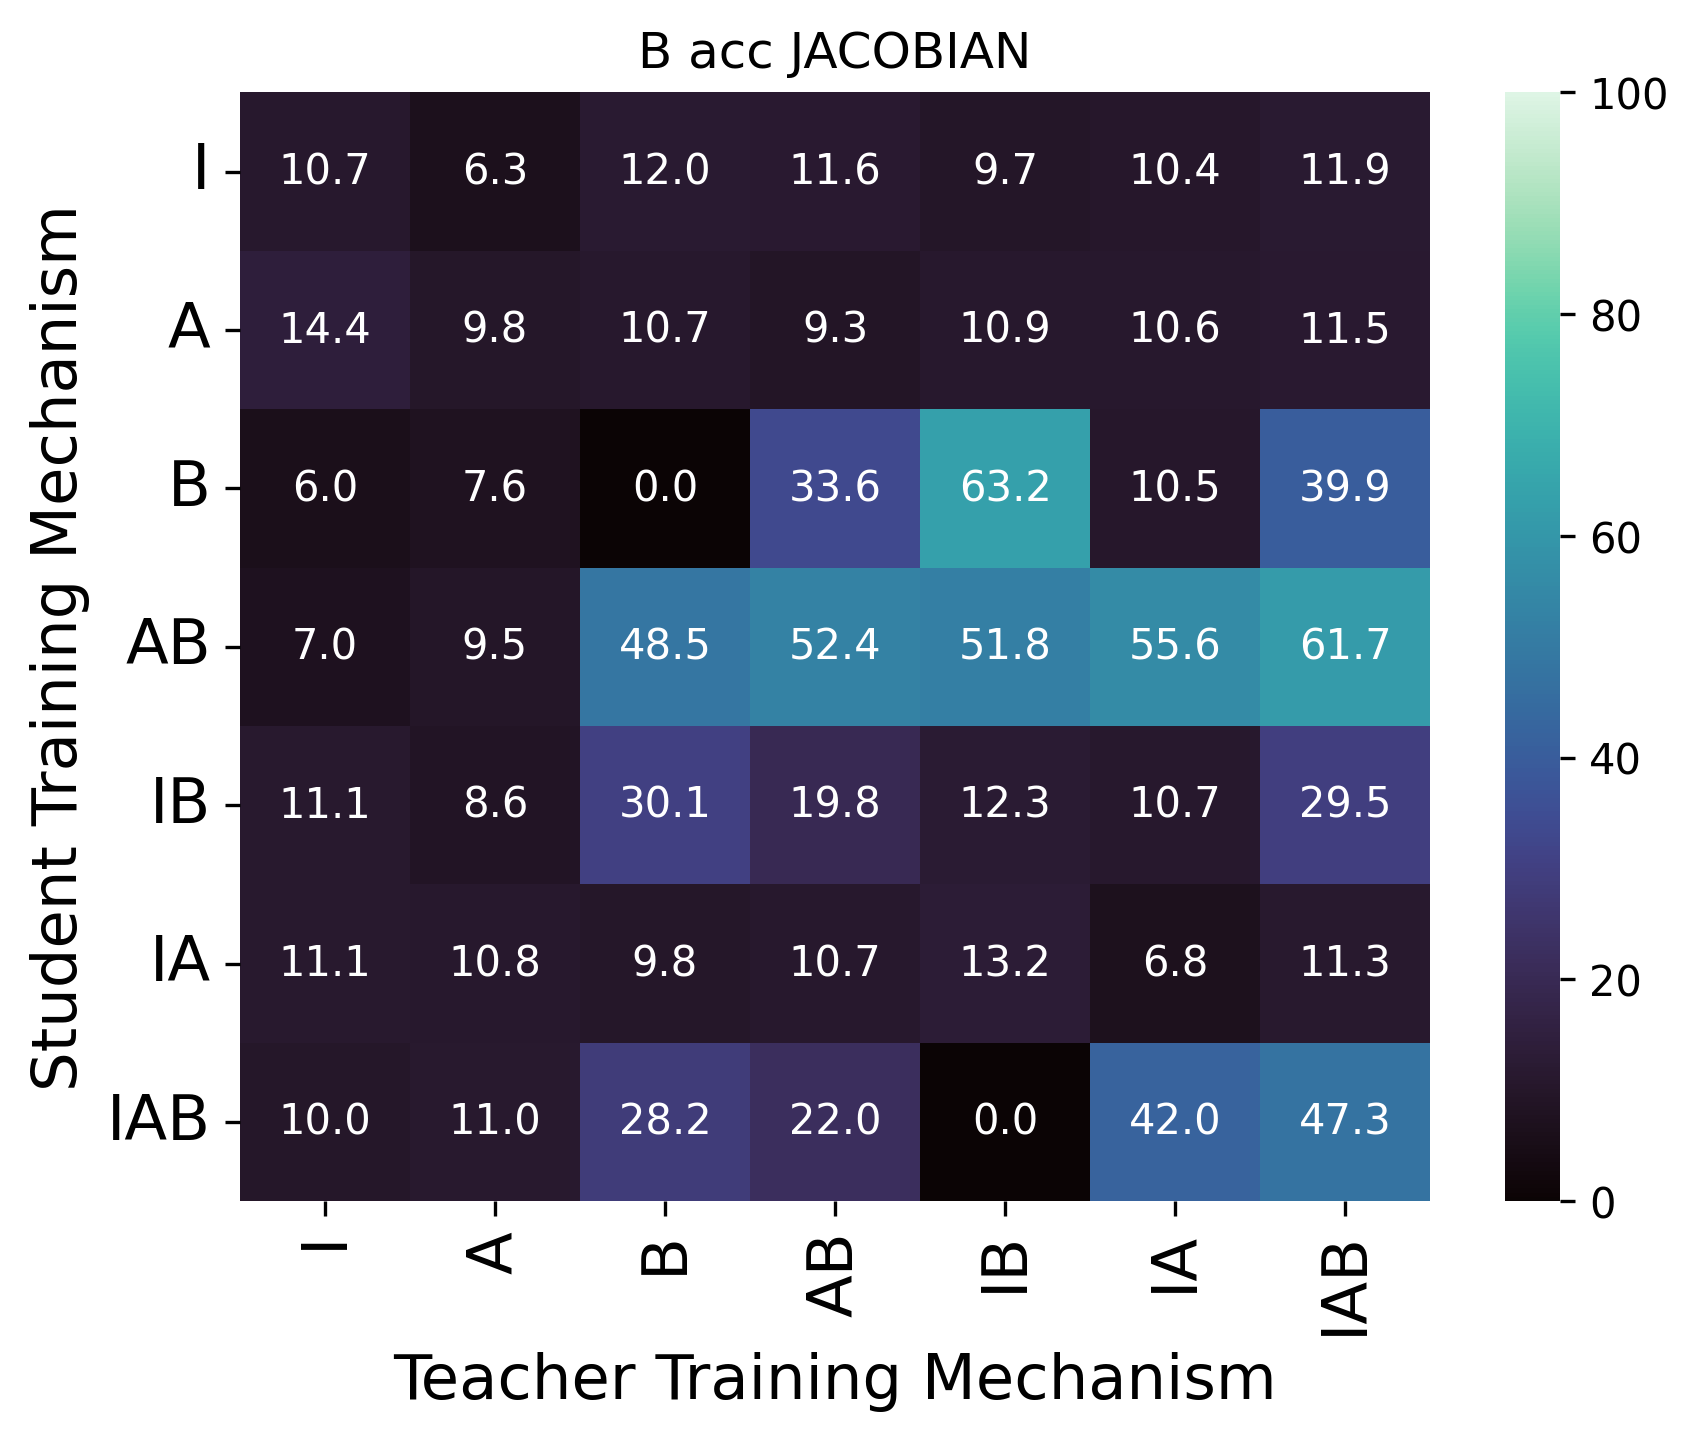 B acc JACOBIAN
I 10.7 6.3 12.0 11.6 9.7 10.4 11.9
A 14.4 9.8 10.7 9.3 10.9 10.6 11.5
B 6.0 7.6 0.0 33.6 63.2 10.5 39.9
AB 7.0 9.5 48.5 52.4 51.8 55.6 61.7
IB 11.1 8.6 30.1 19.8 12.3 10.7 29.5
IA 11.1 10.8 9.8 10.7 13.2 6.8 11.3
IAB 10.0 11.0 28.2 22.0 0.0 42.0 47.3
I A B AB IB IA IAB
Teacher Training Mechanism
Student Training Mechanism
100
80
60
40
20
0